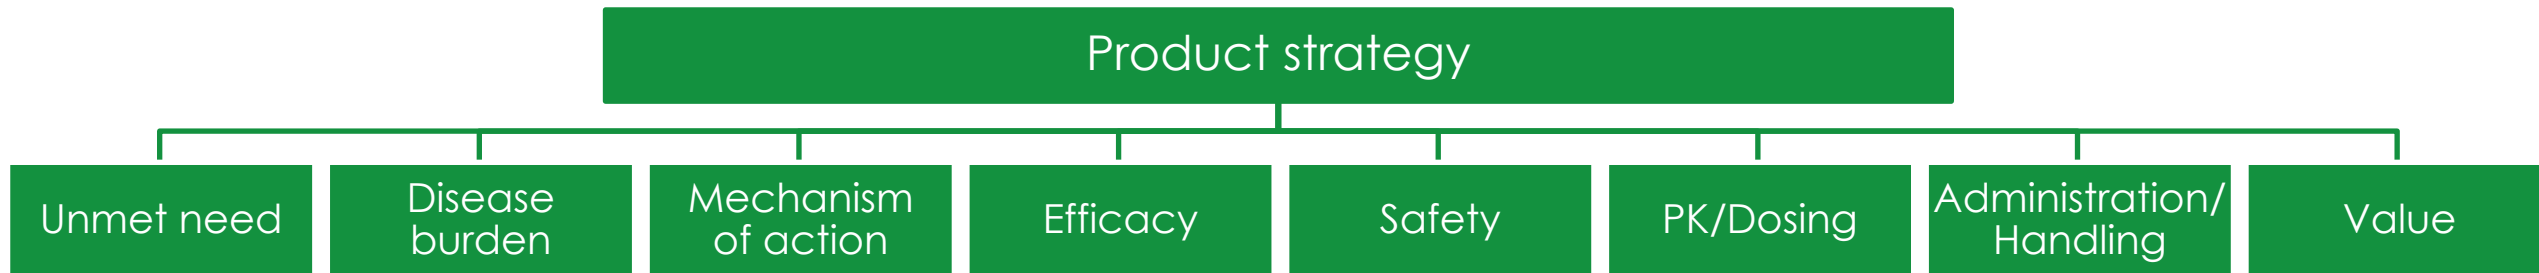 Product strategy
Unmet need
Disease
burden
Mechanism
of action
Efficacy
Safety
PK/Dosing
Administration/
Handling
Value